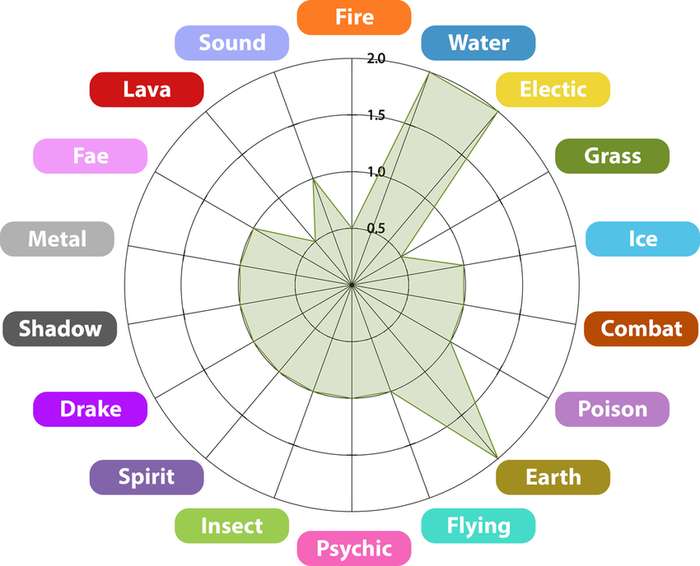 Fire
Sound
Water
2.0
Lava
Electic
1.5
Fae
Grass
1.0
Metal
0.5
Ice
Shadow
Combat
Drake
Poison
Spirit
Earth
Insect
Flying
Psychic